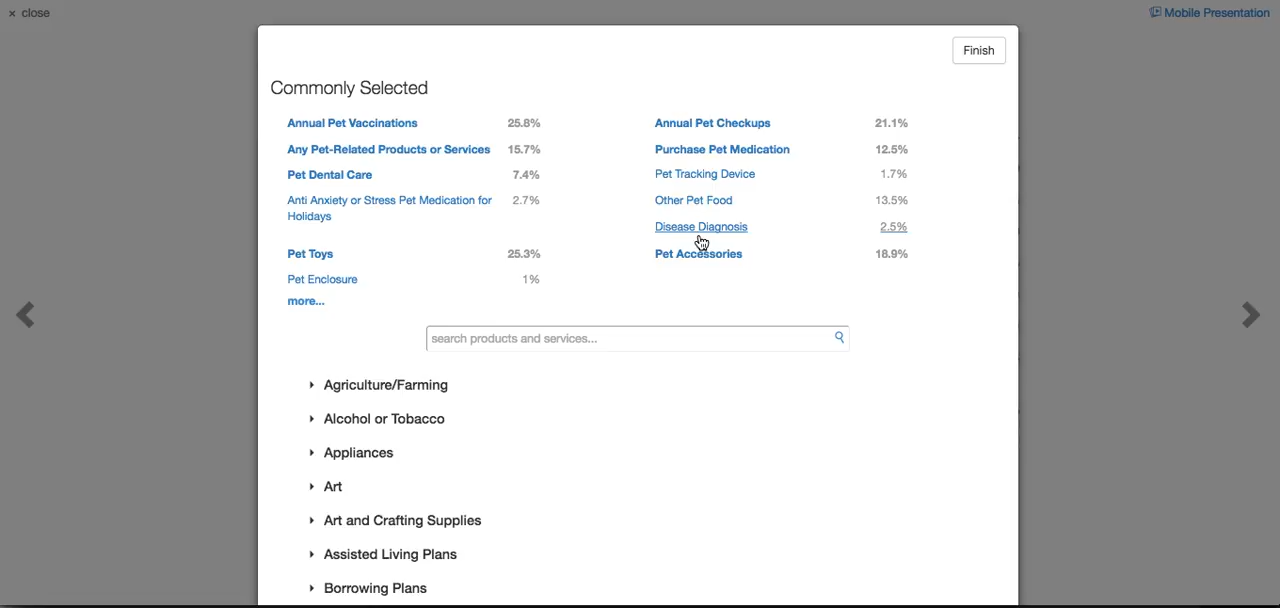 × close
Mobile Presentation
Finish
Commonly Selected
Annual Pet Vaccinations 25.8% Annual Pet Checkups 21.1%
Any Pet-Related Products or Services 15.7% Purchase Pet Medication 12.5%
Pet Dental Care 7.4% Pet Tracking Device 1.7%
Anti Anxiety or Stress Pet Medication for 2.7% Other Pet Food 13.5%
Holidays
Disease Diagnosis 2.5%
Pet Toys 25.3% Pet Accessories 18.9%
Pet Enclosure 1%
more...
search products and services...
Agriculture/Farming
Alcohol or Tobacco
Appliances
Art
Art and Crafting Supplies
Assisted Living Plans
Borrowing Plans